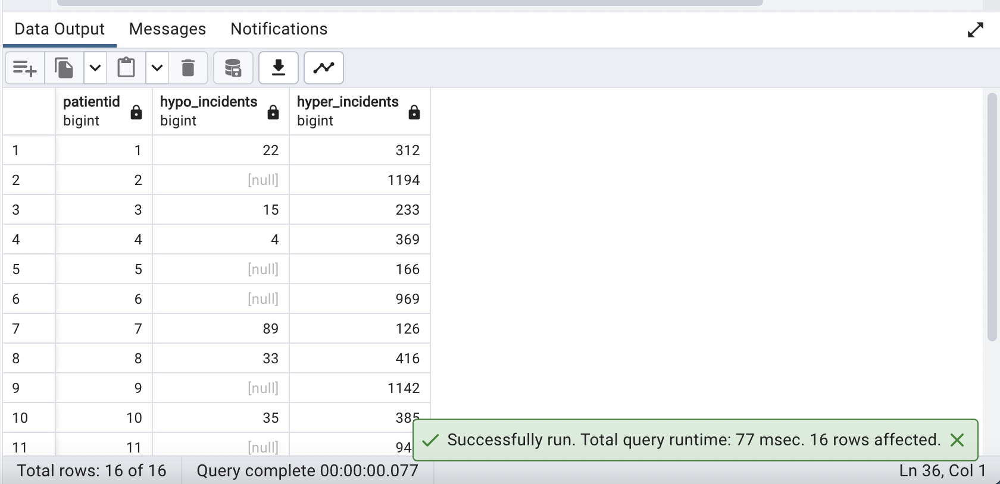 Data Output Messages Notifications
patientid hypo_incidents hyper_incidents
bigint bigint bigint
1 1 22 312
2 2 [null] 1194
3 3 15 233
4 4 4 369
5 5 [null] 166
6 6 [null] 969
7 7 89 126
8 8 33 416
9 9 [null] 1142
10 10 35 385
11 11 [null]
Successfully run. Total query runtime: 77 msec. 16 rows affected.
Total rows: 16 of 16 Query complete 00:00:00.077 Ln 36, Col 1